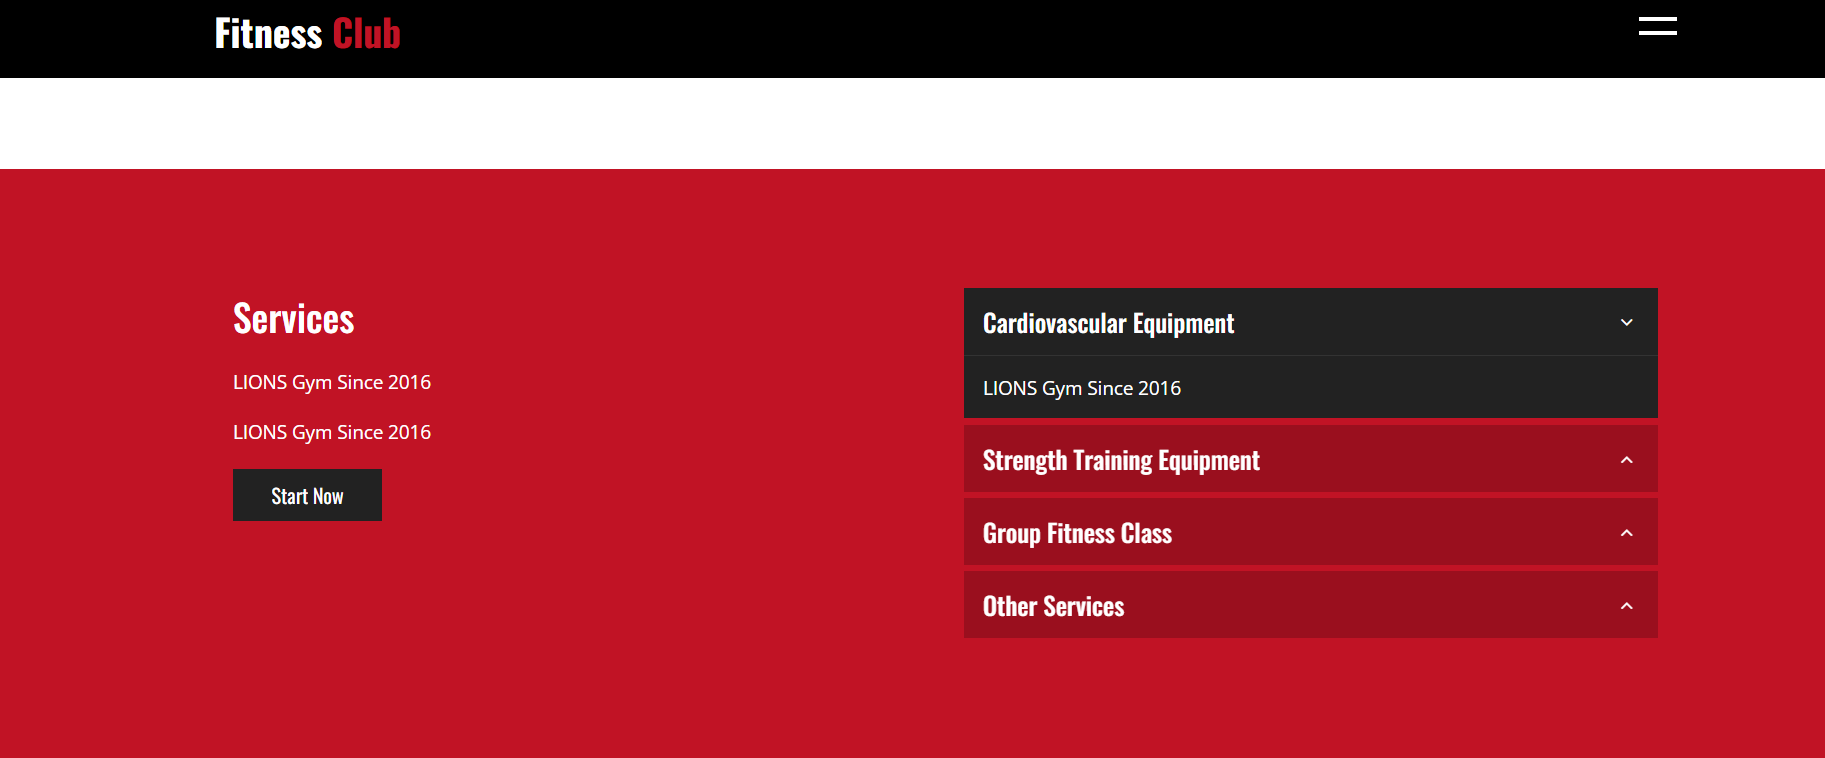 Fitness Club
Services
LIONS Gym Since 2016
LIONS Gym Since 2016
Start Now
Cardiovascular Equipment
LIONS Gym Since 2016
Strength Training Equipment
Group Fitness Class
Other Services